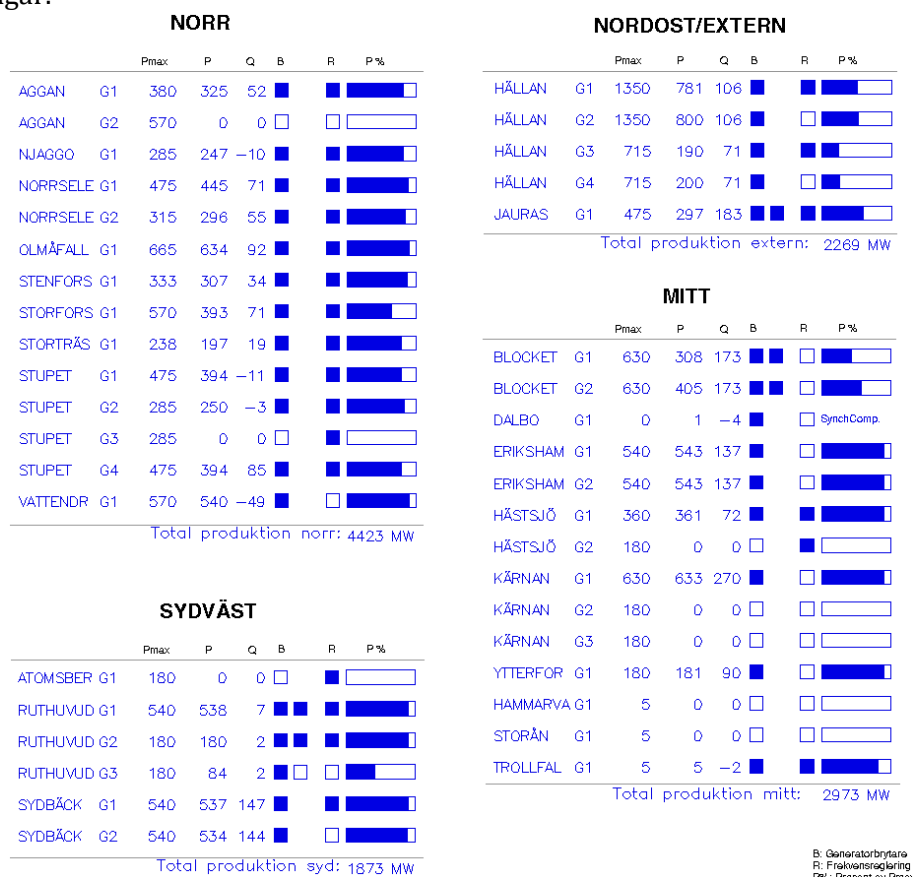 NORR
Pmax P Q B R P%
AGGAN G1 380 325 52
AGGAN G2 570 0 0
NJAGGO G1 285 247 −10
NORRSELE G1 475 445 71
NORRSELE G2 315 296 55
OLMÅFALL G1 665 634 92
STENFORS G1 333 307 34
STORFORS G1 570 393 71
STORTRÄS G1 238 197 19
STUPET G1 475 394 −11
STUPET G2 285 250 −3
STUPET G3 285 0 0
STUPET G4 475 394 85
VATTENDR G1 570 540 −49
Total produktion norr: 4423 MW
SYDVÄST
Pmax P Q B R P%
ATOMSBER G1 180 0 0
RUTHUVUD G1 540 538 7
RUTHUVUD G2 180 180 2
RUTHUVUD G3 180 84 2
SYDBÄCK G1 540 537 147
SYDBÄCK G2 540 534 144
Total produktion syd: 1873 MW
NORDOST/EXTERN
Pmax P Q B R P%
HÄLLAN G1 1350 781 106
HÄLLAN G2 1350 800 106
HÄLLAN G3 715 190 71
HÄLLAN G4 715 200 71
JAURAS G1 475 297 183
Total produktion extern: 2269 MW
MITT
Pmax P Q B R P%
BLOCKET G1 630 308 173
BLOCKET G2 630 405 173
DALBO G1 0 1 −4 SynchComp.
ERIKSHAM G1 540 543 137
ERIKSHAM G2 540 543 137
HÄSTSJÖ G1 360 361 72
HÄSTSJÖ G2 180 0 0
KÄRNAN G1 630 633 270
KÄRNAN G2 180 0 0
KÄRNAN G3 180 0 0
YTTERFOR G1 180 181 90
HAMMARVA G1 5 0 0
STORÅN G1 5 0 0
TROLLFAL G1 5 5 −2
Total produktion mitt: 2973 MW
B: Generatorbrytare
R: Frekvensreglering